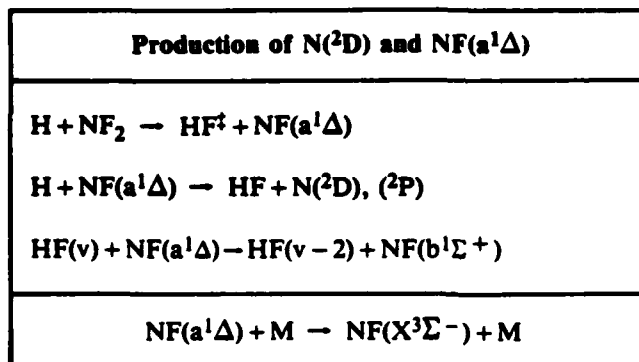 Production of N(²D) and NF(a¹Δ)
H + NF₂ → HF‡ + NF(a¹Δ)
H + NF(a¹Δ) → HF + N(²D), (²P)
HF(v) + NF(a¹Δ) → HF(v − 2) + NF(b¹Σ⁺)
NF(a¹Δ) + M → NF(X³Σ⁻) + M